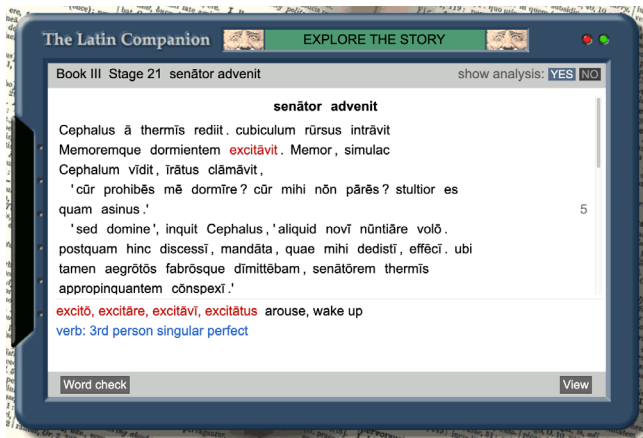 The Latin Companion EXPLORE THE STORY
Book III Stage 21 senātor advenit show analysis: YES NO
senātor advenit
Cephalus ā thermīs rediit. cubiculum rūrsus intrāvit
Memoremque dormientem excitāvit. Memor, simulac
Cephalum vīdit, īrātus clāmāvit,
'cūr prohibēs mē dormīre? cūr mihi nōn pārēs? stultior es
quam asinus.' 5
'sed domine', inquit Cephalus, 'aliquid novī nūntiāre volō.
postquam hinc discessī, mandāta, quae mihi dedistī, effēcī. ubi
tamen aegrōtōs fabrōsque dīmittēbam, senātōrem thermīs
appropinquantem cōnspexī.'
excitō, excitāre, excitāvī, excitātus arouse, wake up
verb: 3rd person singular perfect
Word check View